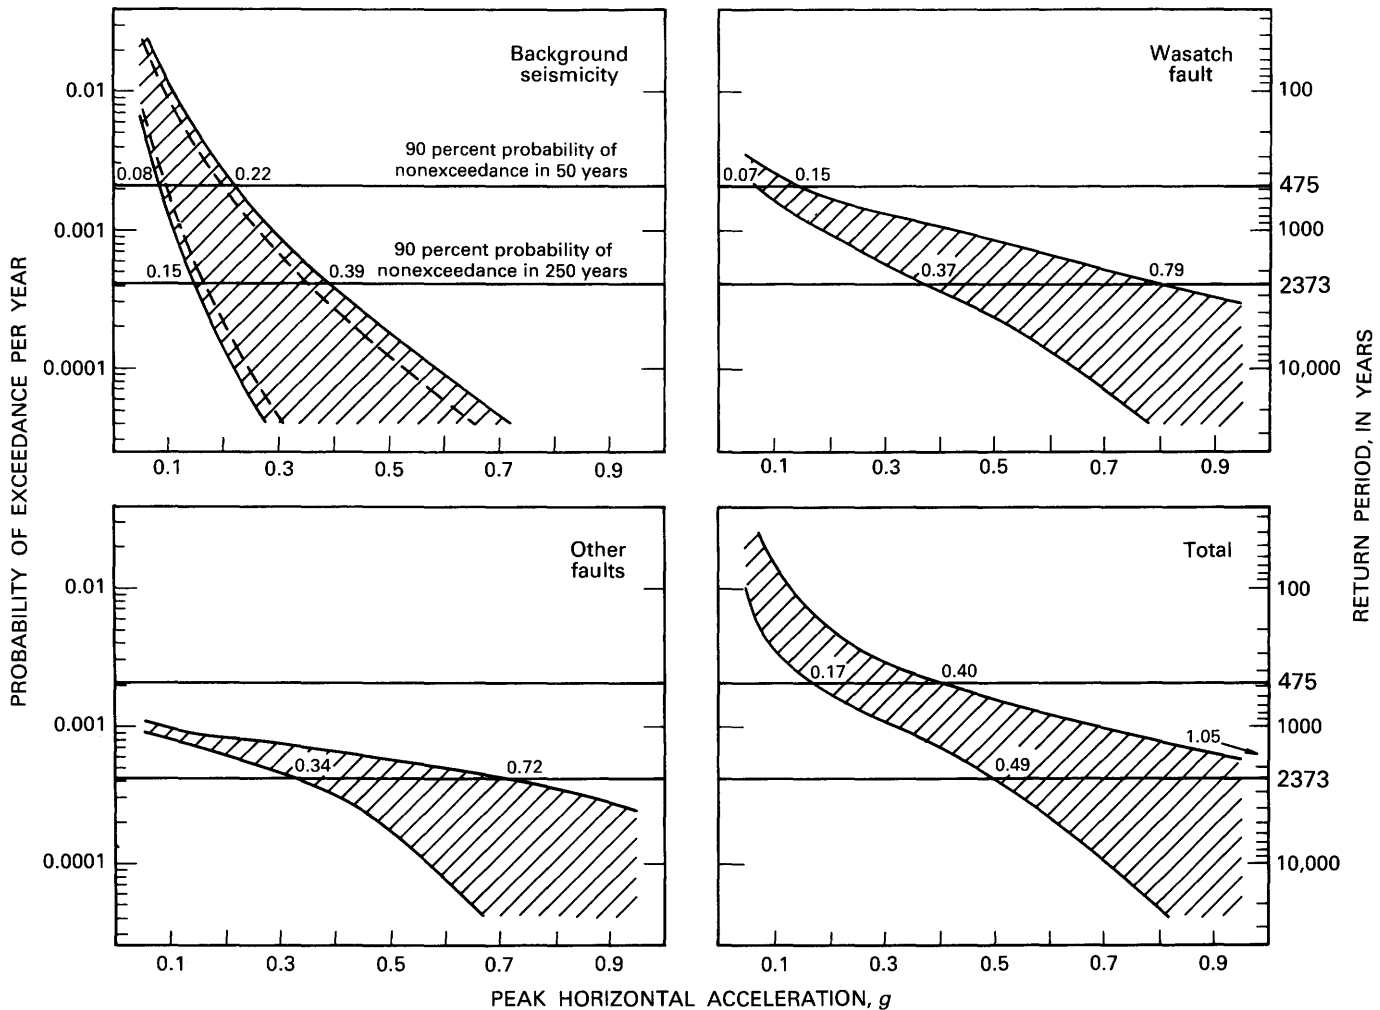 Background
seismicity
0.01
90 percent probability of
nonexceedance in 50 years
0.08
0.22
0.001
90 percent probability of
nonexceedance in 250 years
0.15
0.39
0.0001
0.1 0.3 0.5 0.7 0.9
Wasatch
fault
100
0.07
0.15
475
1000
0.37
0.79
2373
10,000
0.1 0.3 0.5 0.7 0.9
PROBABILITY OF EXCEEDANCE PER YEAR
RETURN PERIOD, IN YEARS
Other
faults
0.01
0.001
0.34
0.72
0.0001
0.1 0.3 0.5 0.7 0.9
Total
100
0.17
0.40
475
1000
1.05
0.49
2373
10,000
0.1 0.3 0.5 0.7 0.9
PEAK HORIZONTAL ACCELERATION, g